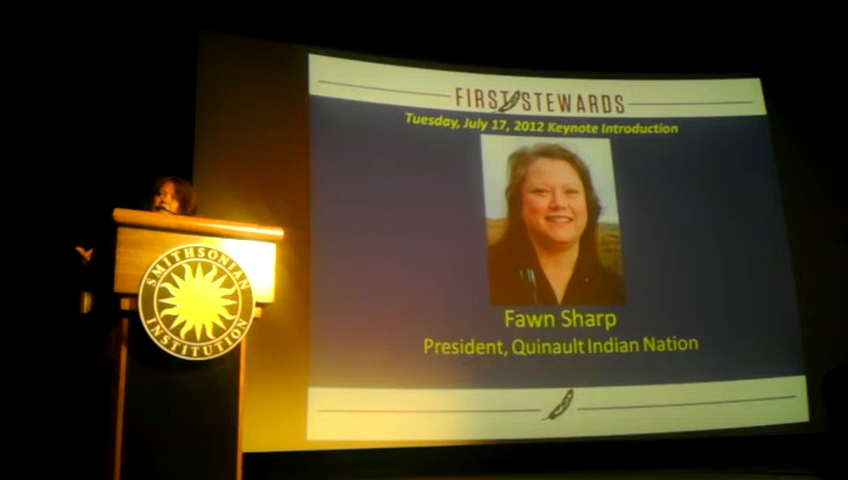 FIRST STEWARDS
Tuesday, July 17, 2012 Keynote Introduction
Fawn Sharp
President, Quinault Indian Nation
SMITHSONIAN
INSTITUTION